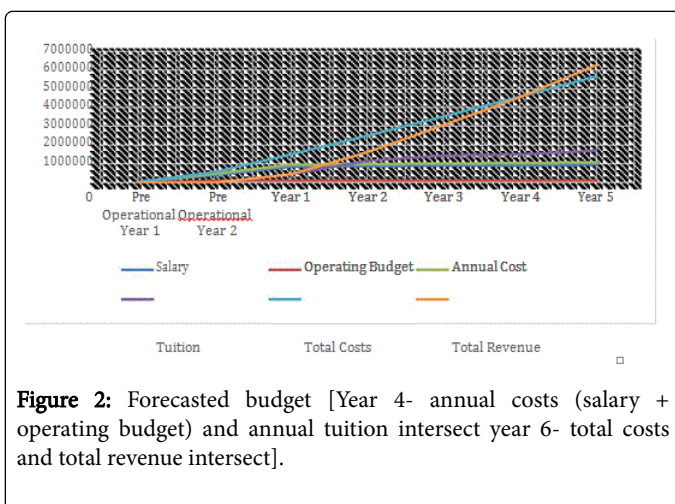 7000000
6000000
5000000
4000000
3000000
2000000
1000000
0 Pre Pre Year 1 Year 2 Year 3 Year 4 Year 5
Operational Operational
Year 1 Year 2
Salary Operating Budget Annual Cost
Tuition Total Costs Total Revenue
Figure 2: Forecasted budget [Year 4- annual costs (salary +
operating budget) and annual tuition intersect year 6- total costs
and total revenue intersect].